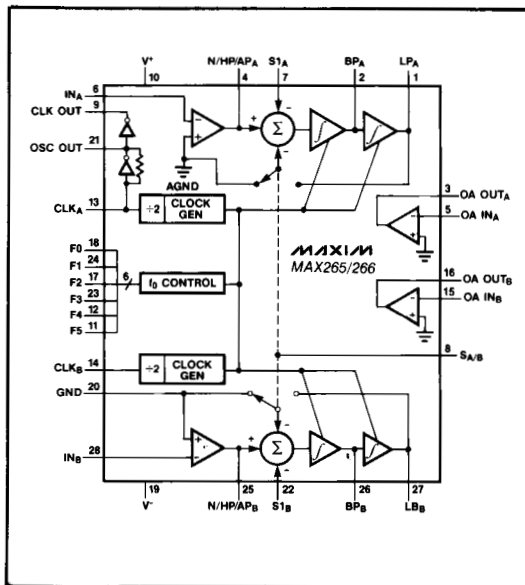 V+
10
N/HP/APA
4
S1A
7
BPA
2
LPA
1
INA
6
CLK OUT
9
OSC OUT
21
AGND
CLKA
13
÷2
CLOCK
GEN
Σ
+
−
−
−
+
∫
∫
3
OA OUTA
5
OA INA
−
+
MAXIM
MAX265/266
F0
18
F1
24
F2
17
F3
23
F4
12
F5
11
6
f0 CONTROL
16
OA OUTB
15
OA INB
−
+
8
SA/B
CLKB
14
÷2
CLOCK
GEN
GND
20
INB
28
+
−
+
−
−
Σ
∫
∫
19
V−
25
N/HP/APB
22
S1B
26
BPB
27
LBB